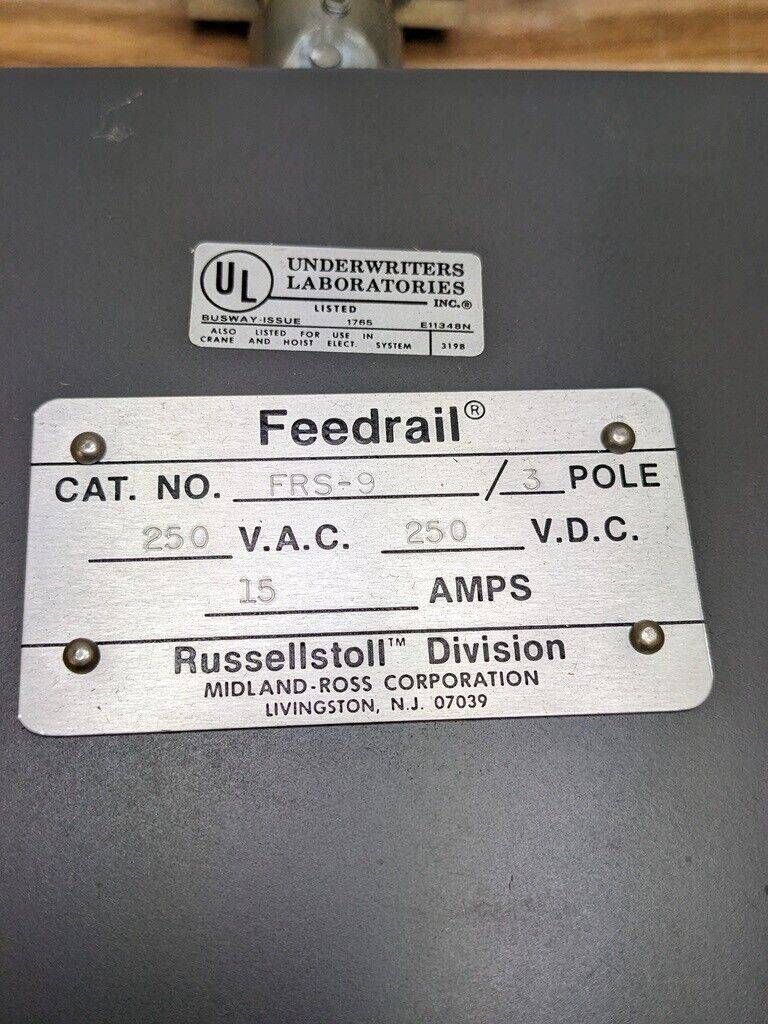 UL
UNDERWRITERS
LABORATORIES
INC.®
LISTED
BUSWAY-ISSUE 1765 E11348N
ALSO LISTED FOR USE IN
CRANE AND HOIST ELECT. SYSTEM 319B
Feedrail®
CAT. NO. FRS-9 / 3 POLE
250 V.A.C. 250 V.D.C.
15 AMPS
Russellstoll™ Division
MIDLAND-ROSS CORPORATION
LIVINGSTON, N.J. 07039